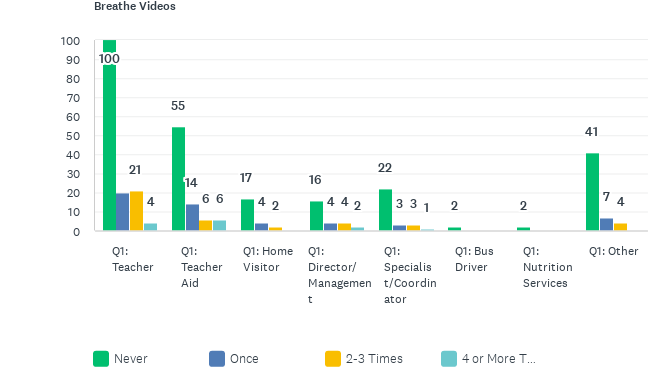 Breathe Videos
100
90
80
70
60
50
40
30
20
10
0
100
21
4
55
14
6
6
17
4
2
16
4
4
2
22
3
3
1
2
2
41
7
4
Q1:
Teacher
Q1:
Teacher
Aid
Q1: Home
Visitor
Q1:
Director/
Managemen
t
Q1:
Specialis
t/Coordin
ator
Q1: Bus
Driver
Q1:
Nutrition
Services
Q1: Other
Never
Once
2-3 Times
4 or More T...